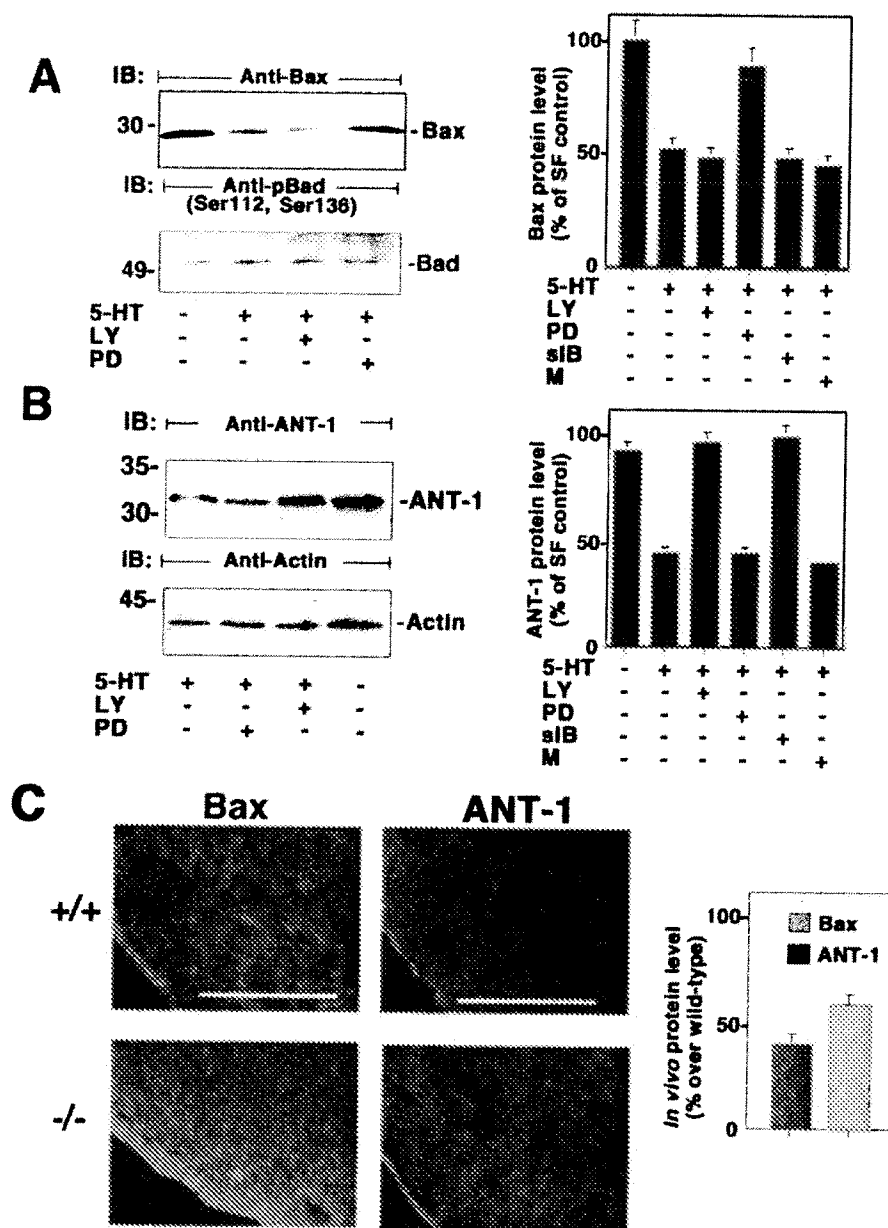 A
IB: Anti-Bax
30 -
-Bax
IB: Anti-pBad
(Ser112, Ser136)
49-
-Bad
5-HT - + + +
LY - - + -
PD - - - +
Bax protein level
(% of SF control)
100
50
0
5-HT - + + + + +
LY - - + - - -
PD - - - + - -
sIB - - - - + -
M - - - - - +
B
IB: Anti-ANT-1
35-
30-
-ANT-1
IB: Anti-Actin
45-
-Actin
5-HT + + + -
LY - - + -
PD - + - -
ANT-1 protein level
(% of SF control)
100
50
0
5-HT - + + + + +
LY - - + - - -
PD - - - + - -
sIB - - - - + -
M - - - - - +
C
Bax ANT-1
+/+
-/-
In vivo protein level
(% over wild-type)
100
50
0
Bax
ANT-1